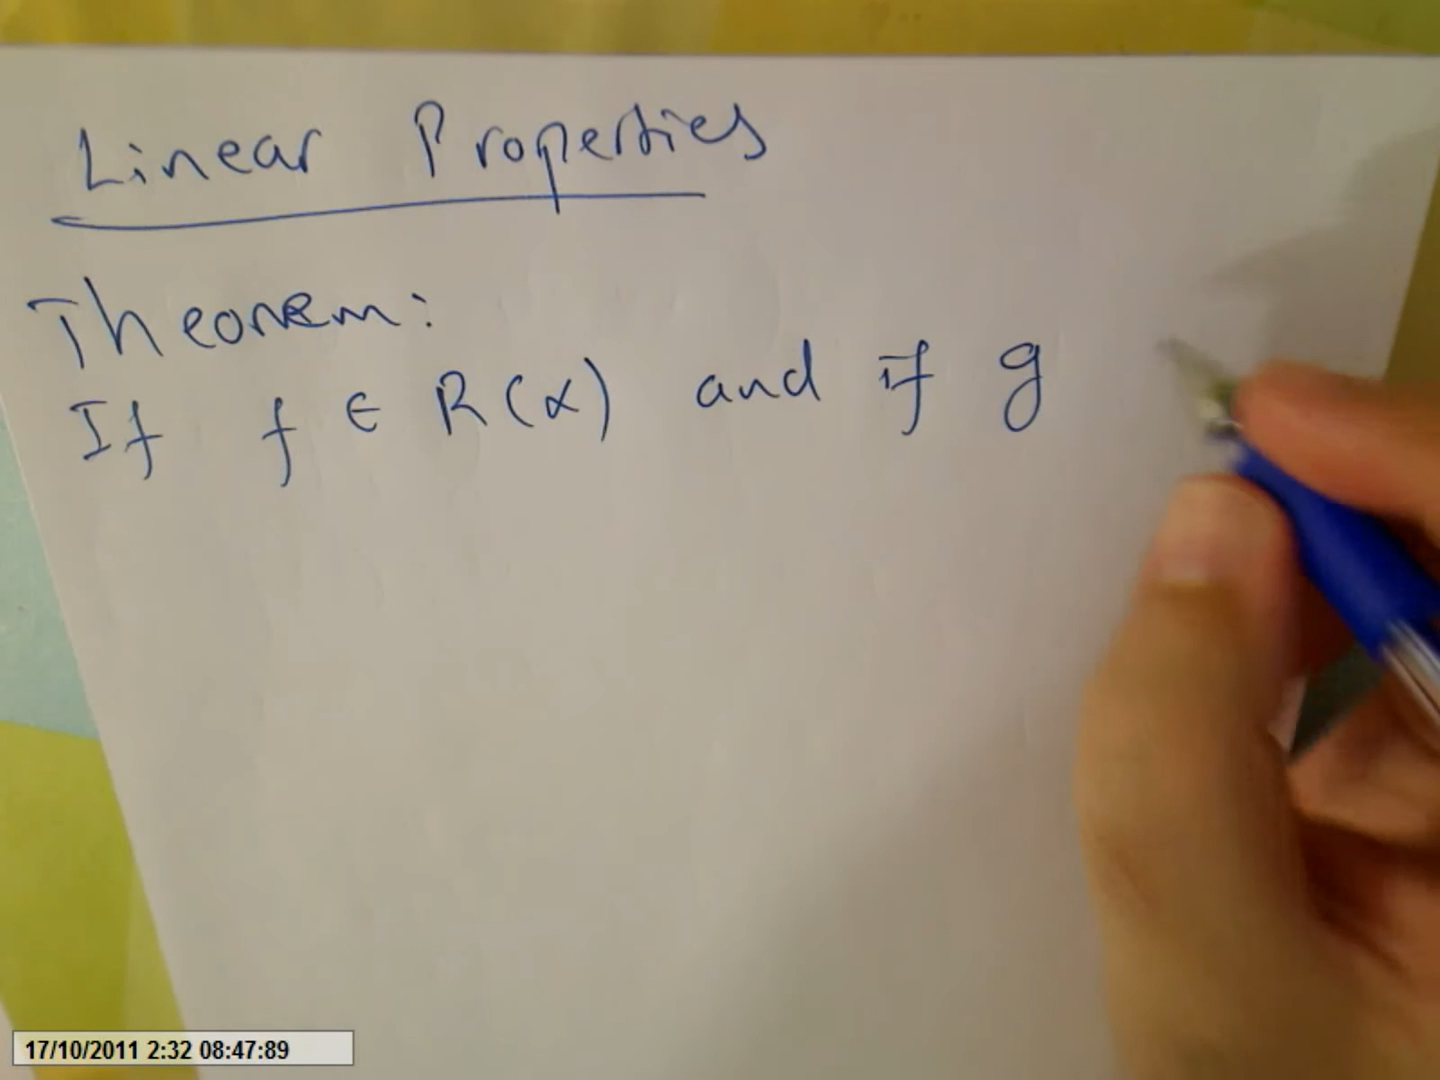 Linear Properties
Theorem:
If f ∈ R(α) and if g
17/10/2011 2:32 08:47:89